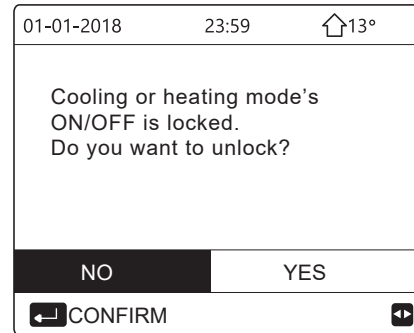 01-01-2018 23:59 13°
Cooling or heating mode's
ON/OFF is locked.
Do you want to unlock?
NO YES
CONFIRM